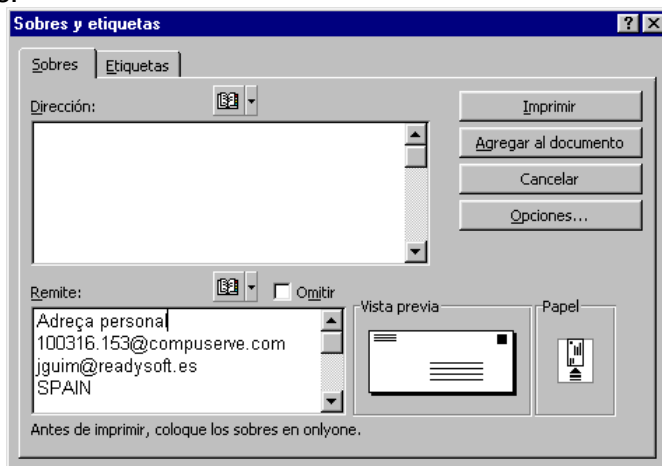 Sobres y etiquetas
Sobres
Etiquetas
Dirección:
Imprimir
Agregar al documento
Cancelar
Opciones...
Remite:
Omitir
Adreça personal
100316.153@compuserve.com
jguim@readysoft.es
SPAIN
Vista previa
Papel
Antes de imprimir, coloque los sobres en onlyone.